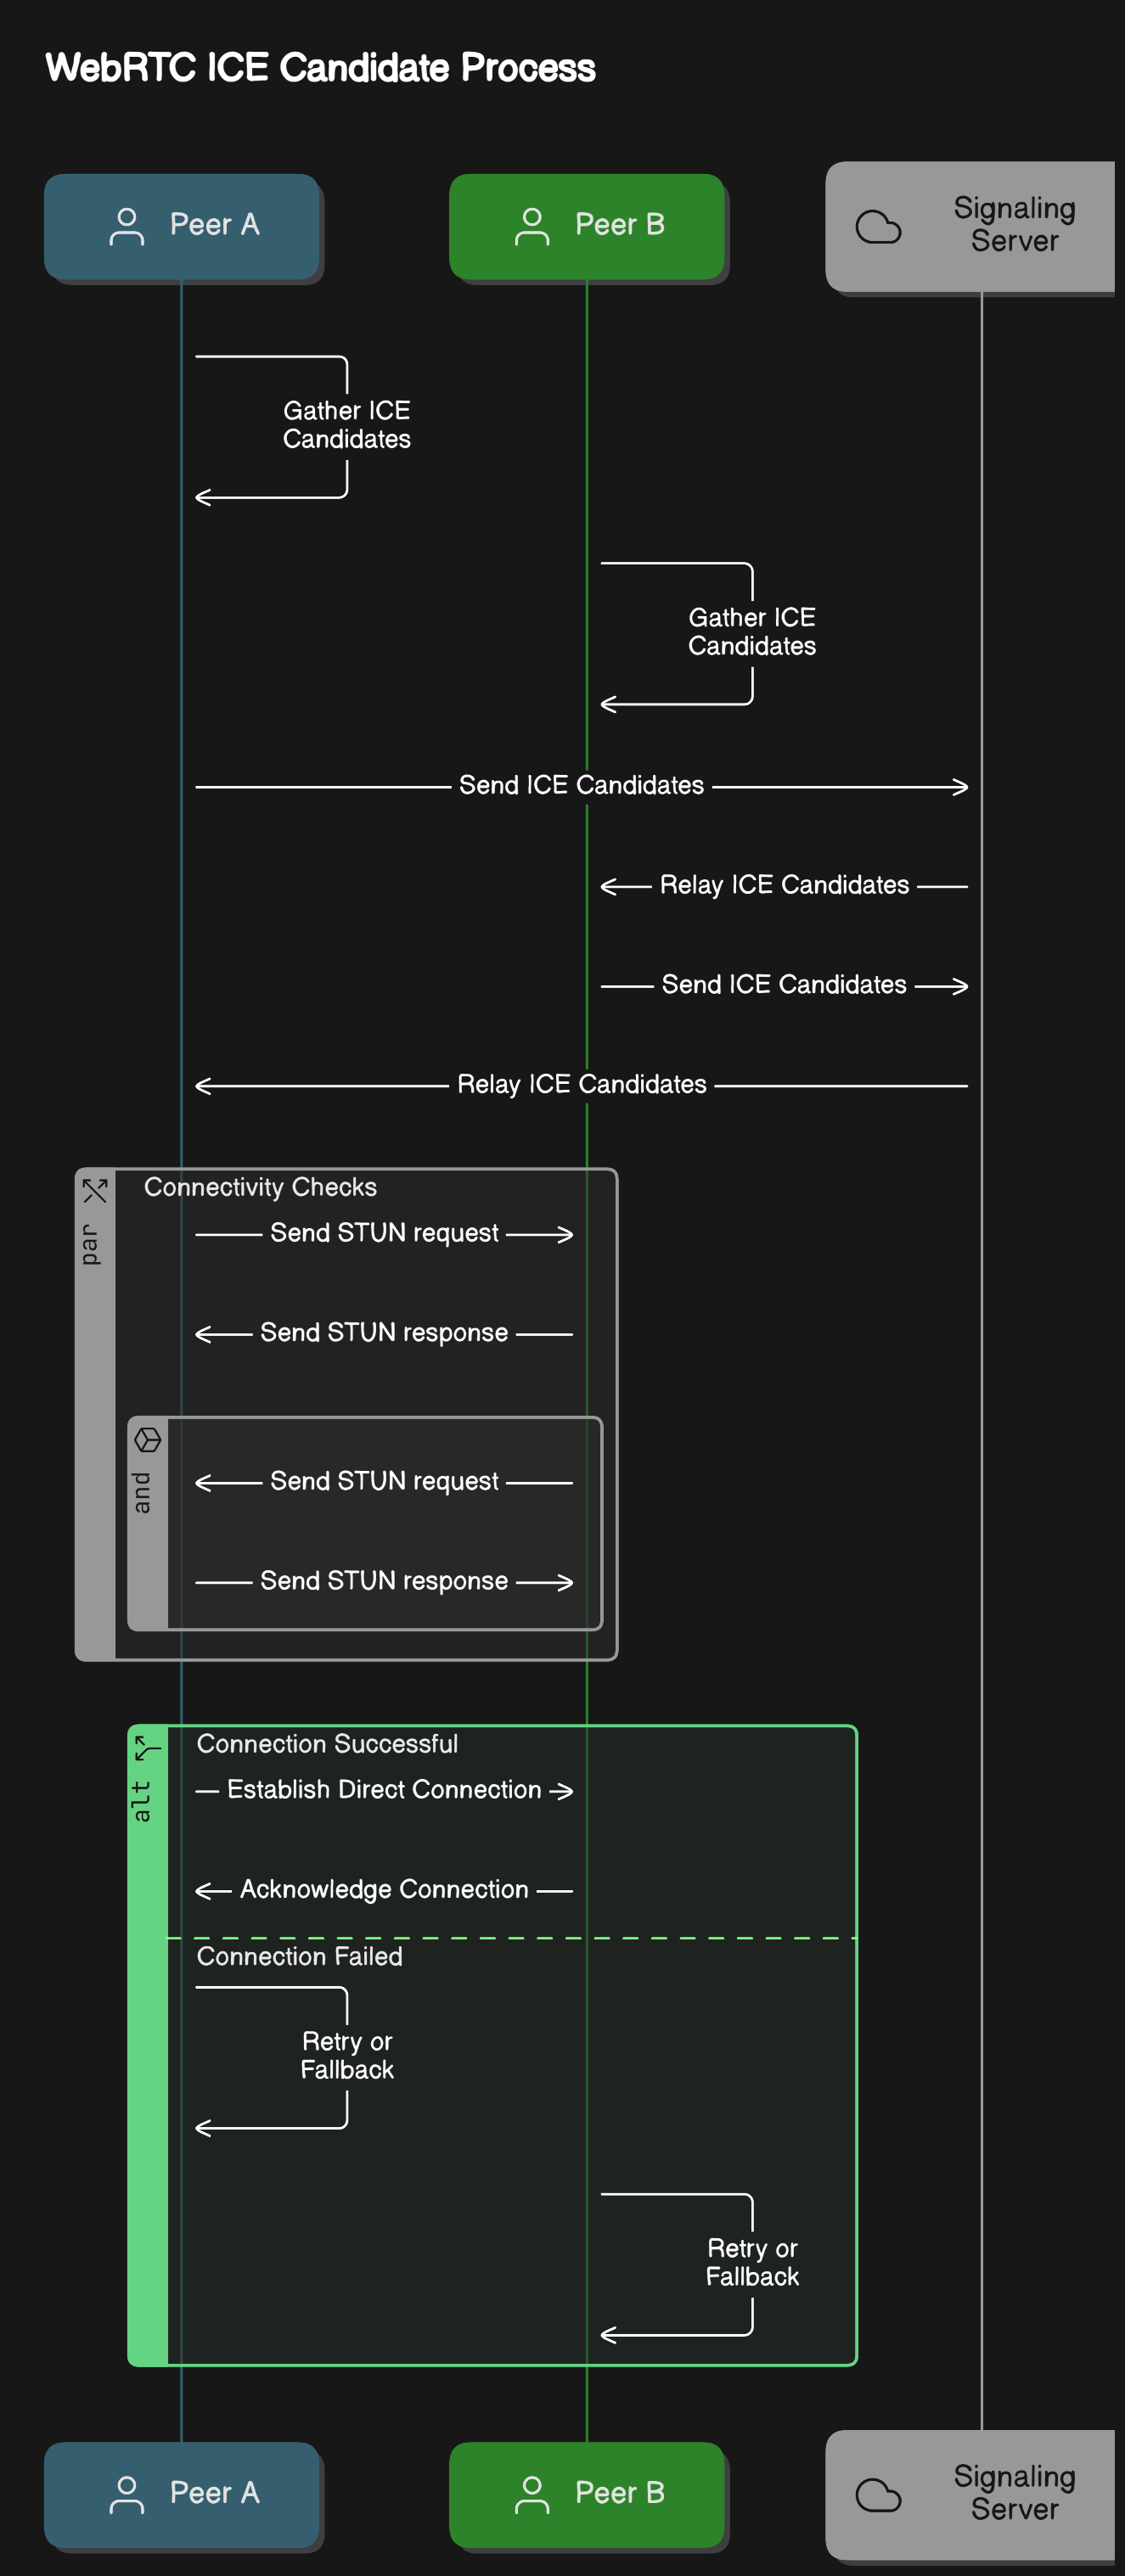 WebRTC ICE Candidate Process
Peer A
Peer B
Signaling
Server
Gather ICE
Candidates
Gather ICE
Candidates
Send ICE Candidates
Relay ICE Candidates
Send ICE Candidates
Relay ICE Candidates
par
Connectivity Checks
Send STUN request
Send STUN response
and
Send STUN request
Send STUN response
alt
Connection Successful
Establish Direct Connection
Acknowledge Connection
Connection Failed
Retry or
Fallback
Retry or
Fallback
Peer A
Peer B
Signaling
Server